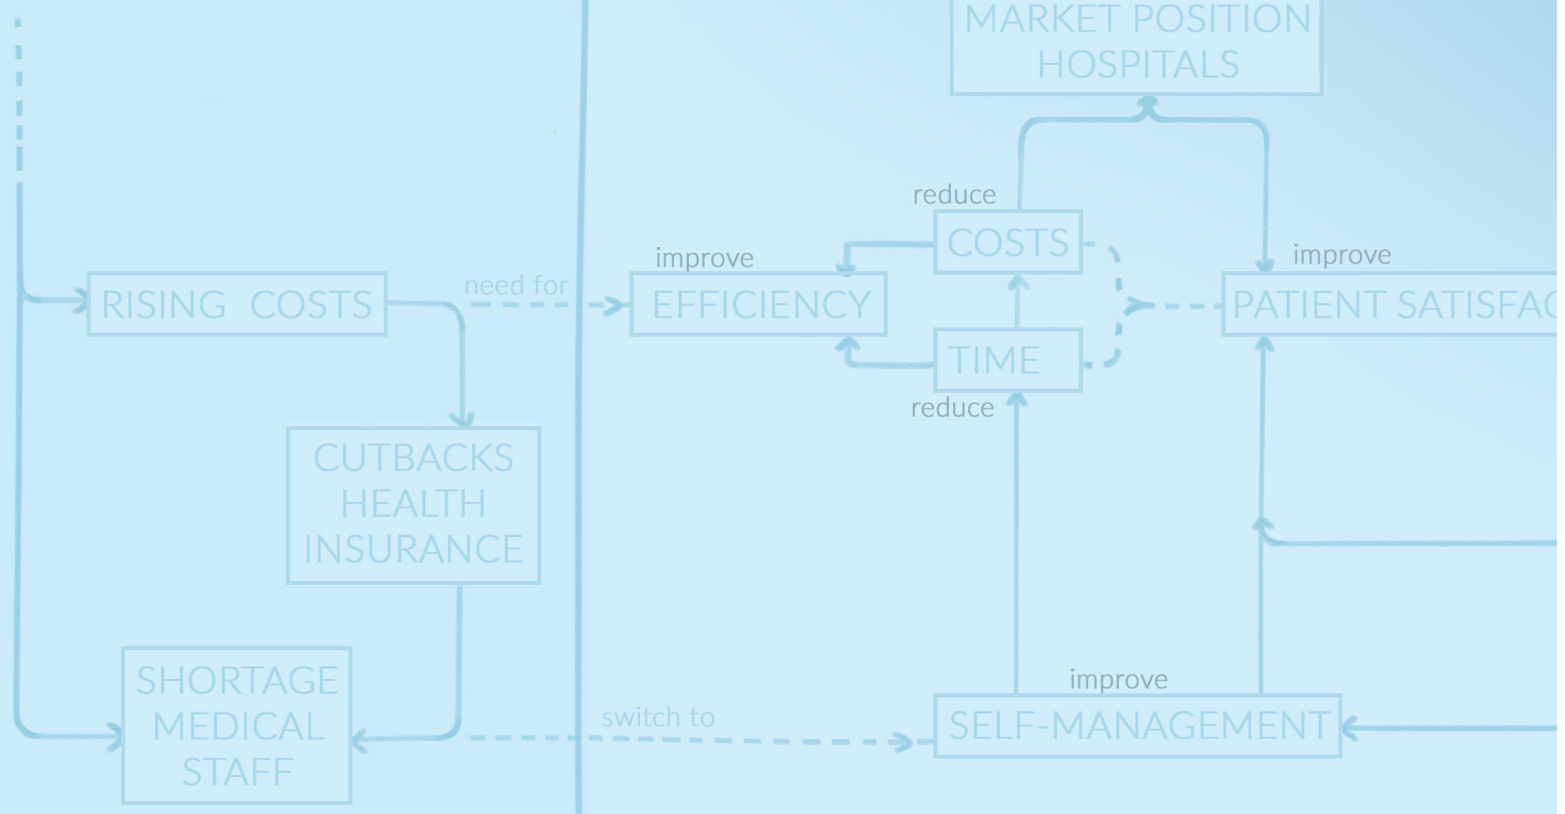 MARKET POSITION
HOSPITALS
reduce
COSTS
improve
improve
need for
RISING COSTS
EFFICIENCY
PATIENT SATISFAC
TIME
reduce
CUTBACKS
HEALTH
INSURANCE
SHORTAGE
MEDICAL
STAFF
improve
switch to
SELF-MANAGEMENT